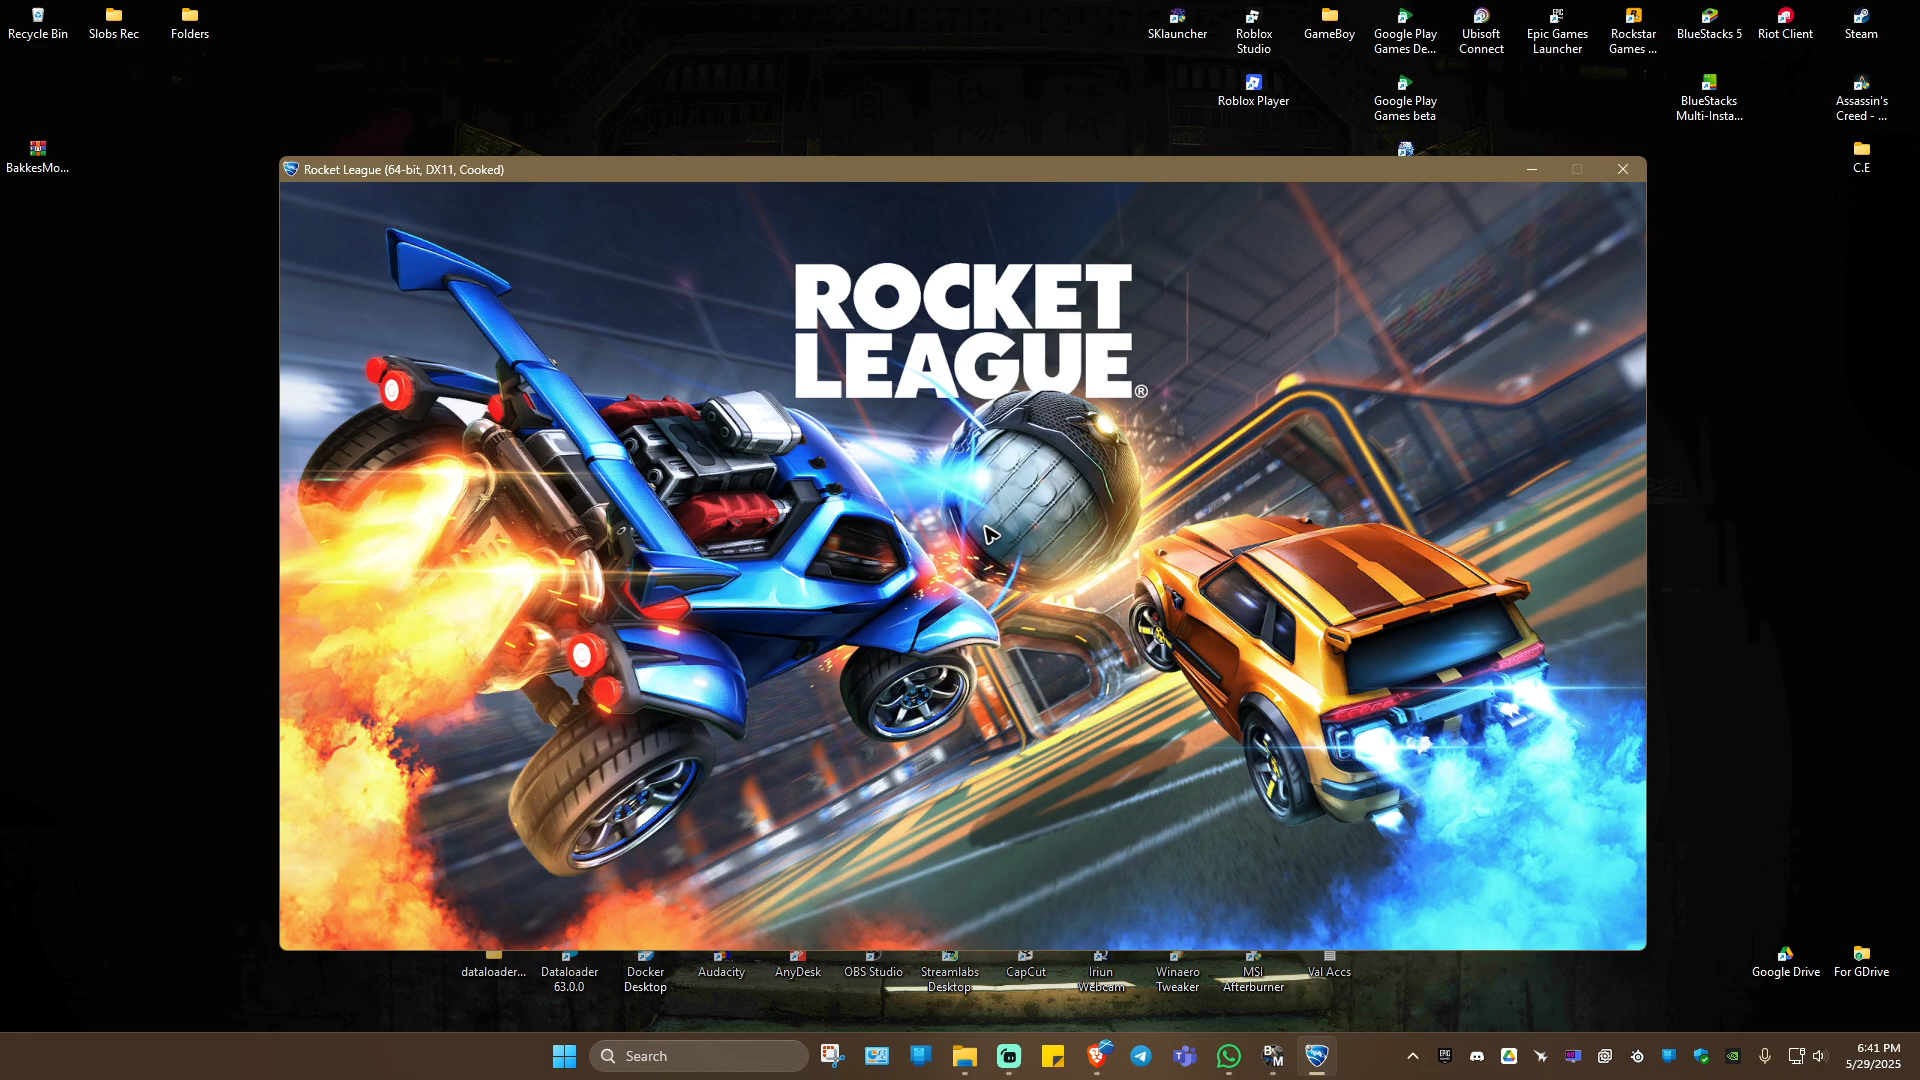 Recycle Bin
Slobs Rec
Folders
SKlauncher
Roblox
Studio
GameBoy
Google Play
Games De...
Ubisoft
Connect
Epic Games
Launcher
Rockstar
Games ...
BlueStacks 5
Riot Client
Steam
Roblox Player
Google Play
Games beta
BlueStacks
Multi-Insta...
Assassin's
Creed - ...
BakkesMo...
C.E
Rocket League (64-bit, DX11, Cooked)
ROCKET
LEAGUE®
dataloader...
Dataloader
63.0.0
Docker
Desktop
Audacity
AnyDesk
OBS Studio
Streamlabs
Desktop
CapCut
Iriun
Webcam
Winaero
Tweaker
MSI
Afterburner
Val Accs
Google Drive
For GDrive
Search
6:41 PM
5/29/2025